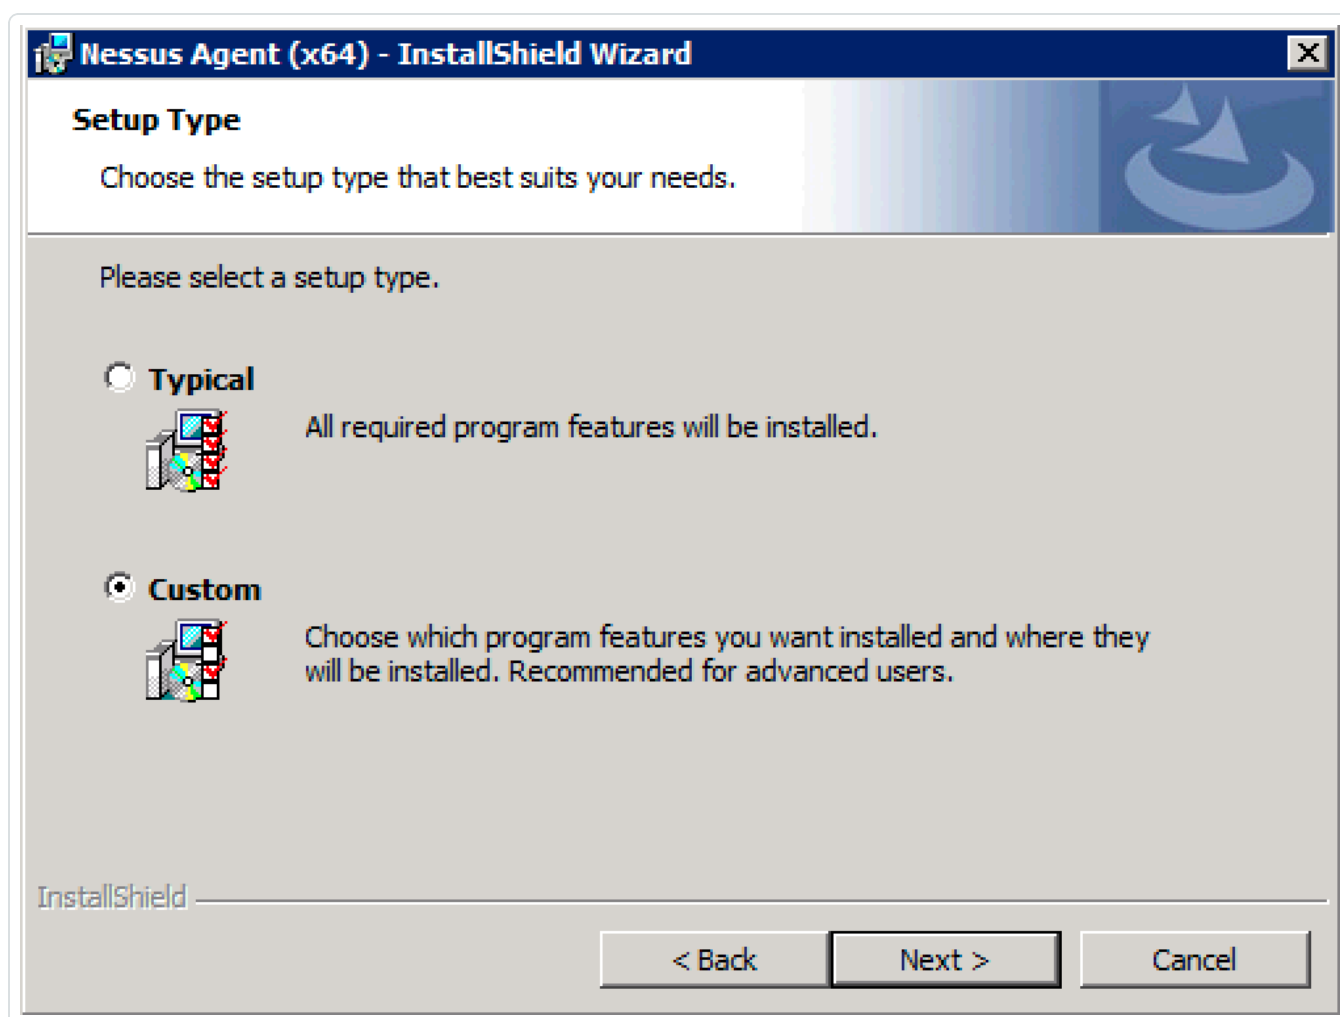 Nessus Agent (x64) - InstallShield Wizard
Setup Type
Choose the setup type that best suits your needs.
Please select a setup type.
Typical
All required program features will be installed.
Custom
Choose which program features you want installed and where they
will be installed. Recommended for advanced users.
InstallShield
< Back
Next >
Cancel